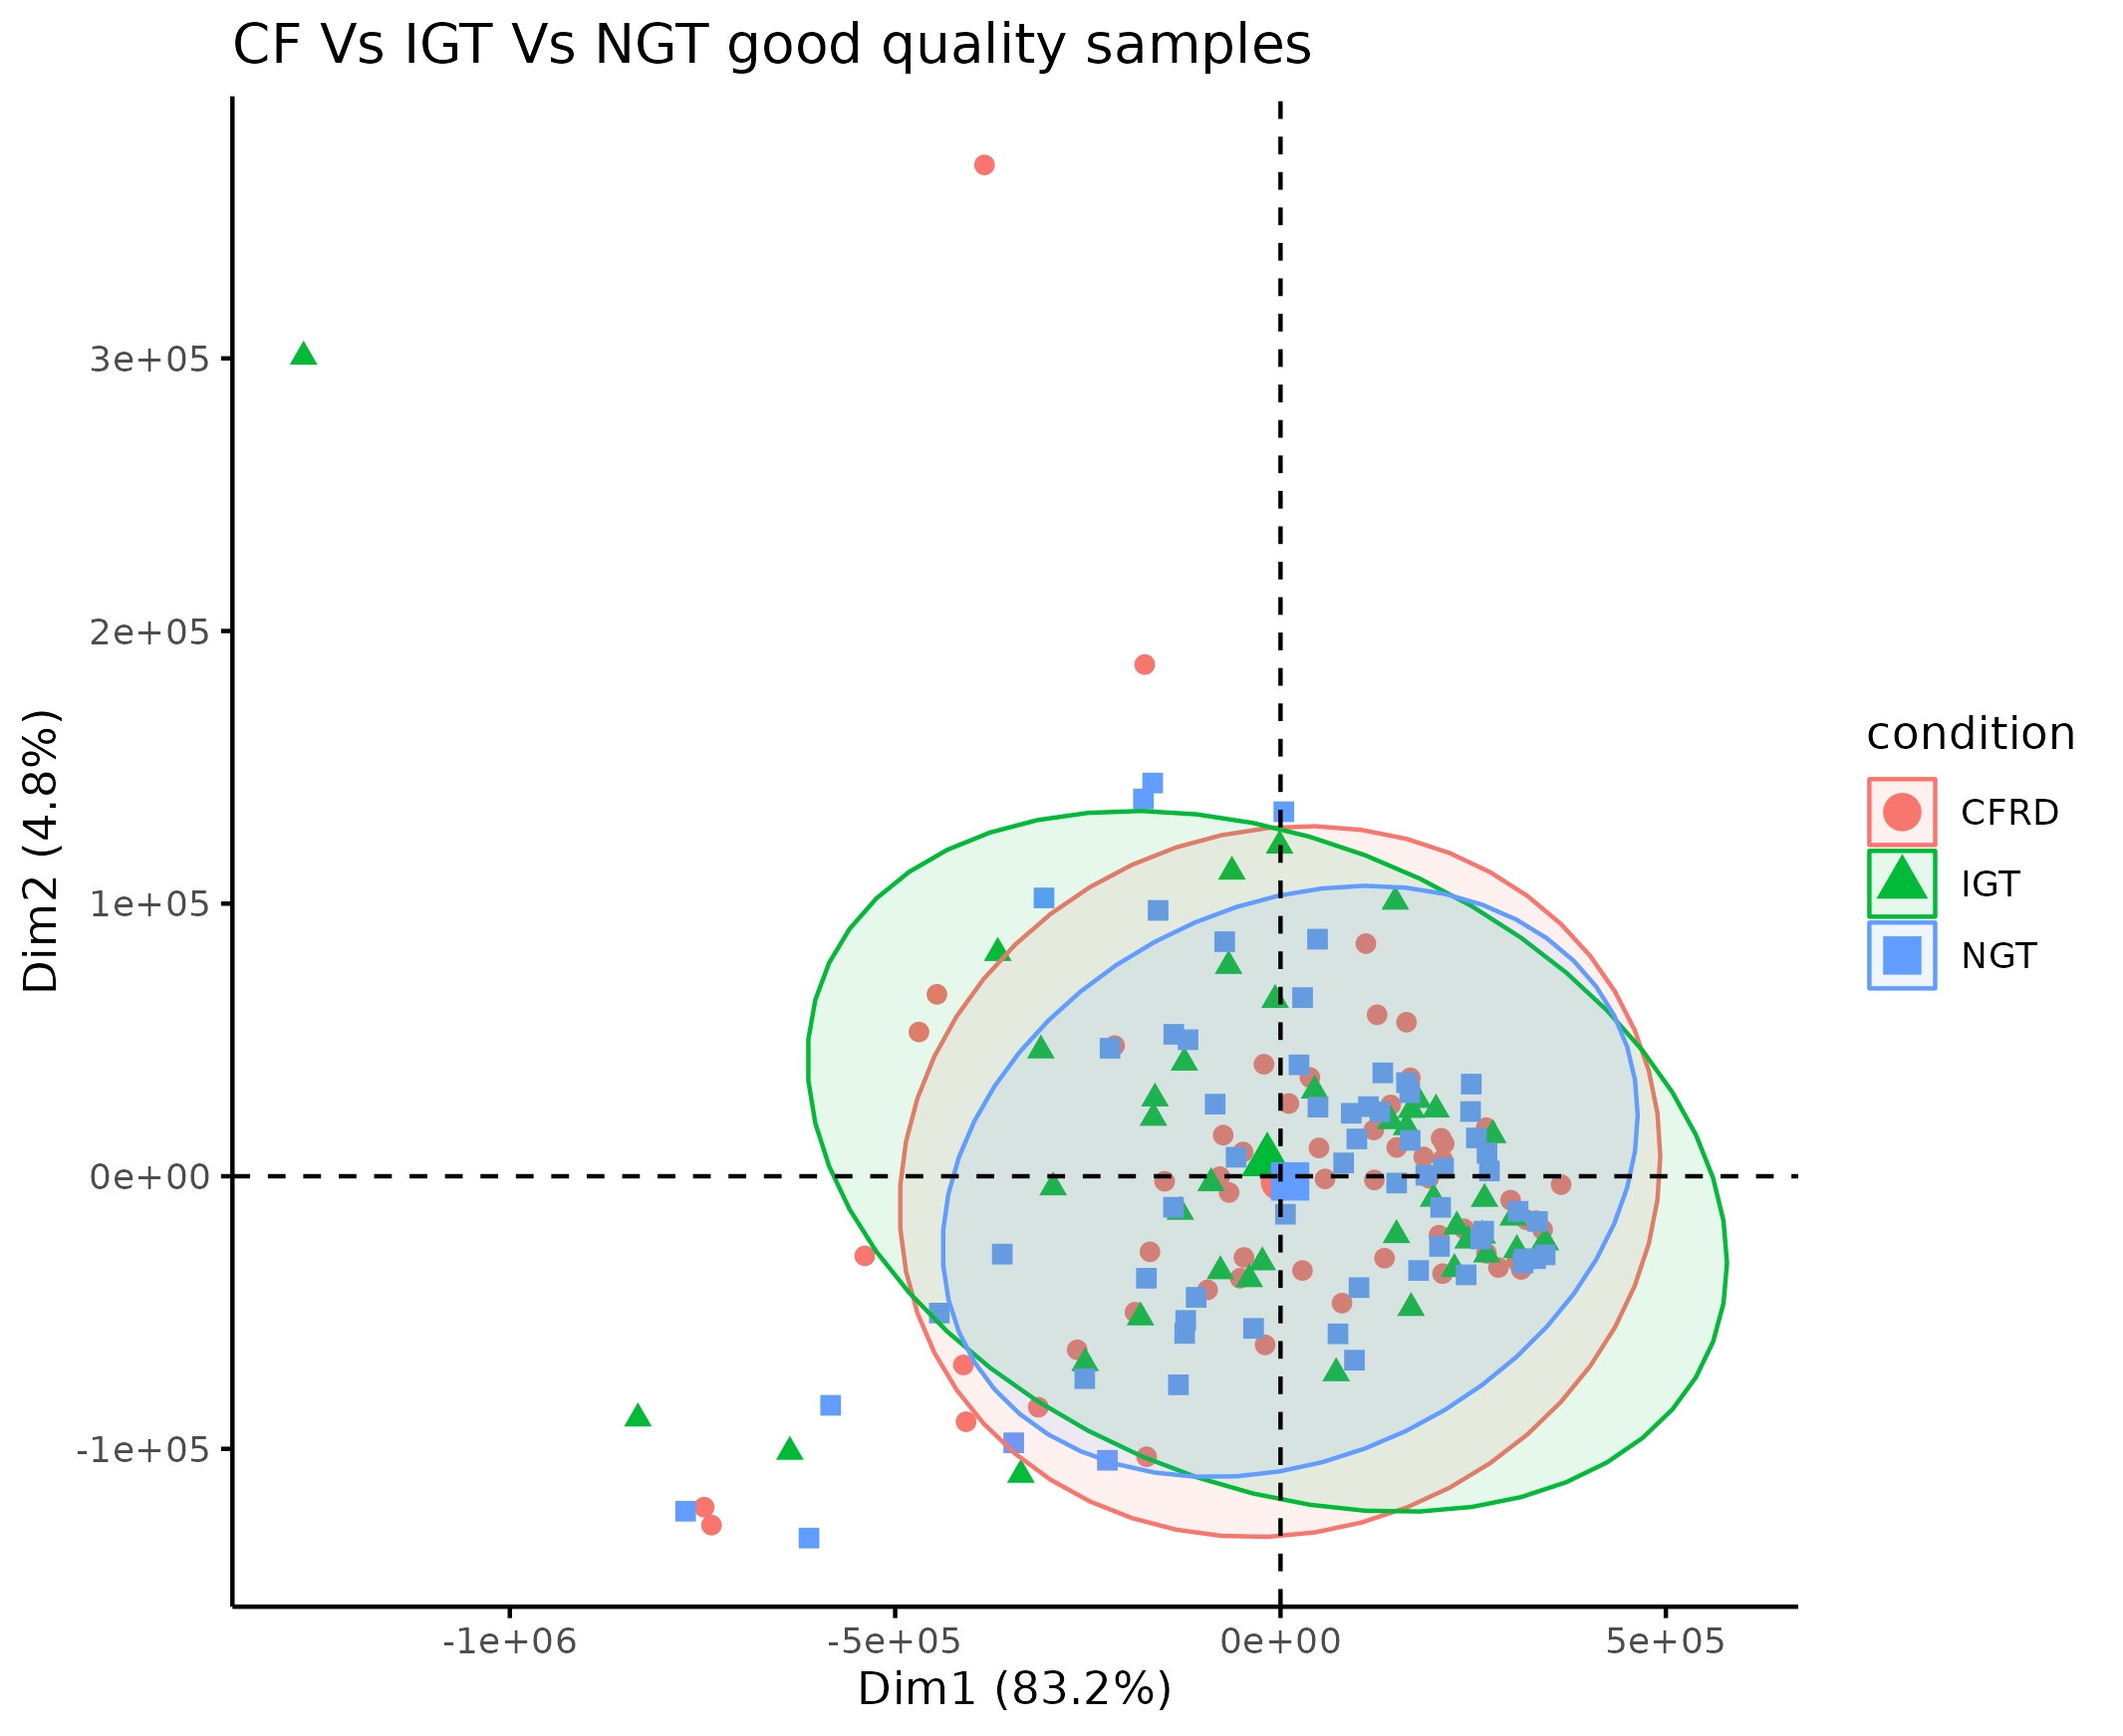 CF Vs IGT Vs NGT good quality samples
3e+05
2e+05
1e+05
0e+00
-1e+05
Dim2 (4.8%)
-1e+06
-5e+05
0e+00
5e+05
Dim1 (83.2%)
condition
CFRD
IGT
NGT